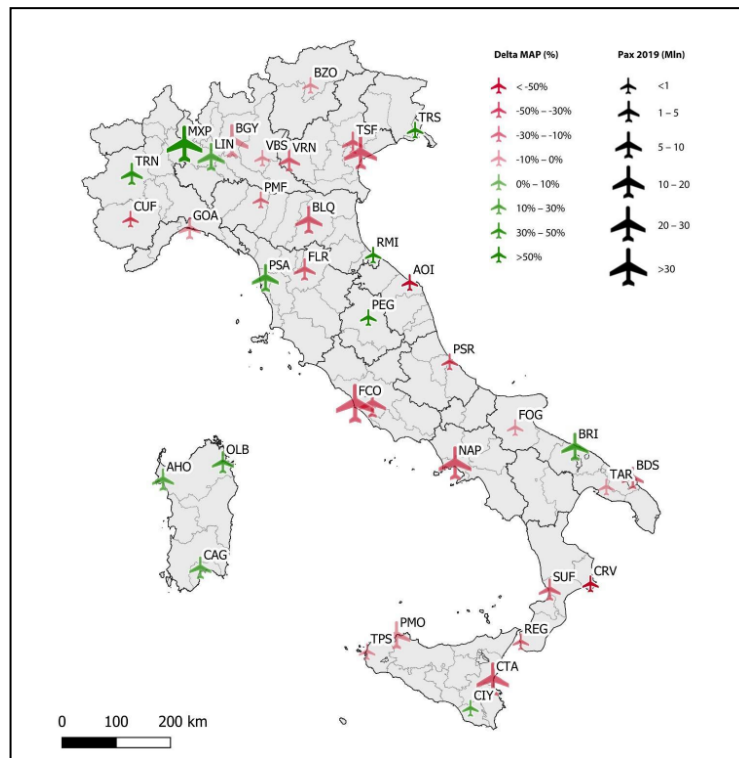 Delta MAP (%)
Pax 2019 (Mln)
< -50%
-50% – -30%
-30% – -10%
-10% – 0%
0% – 10%
10% – 30%
30% – 50%
>50%
<1
1 – 5
5 – 10
10 – 20
20 – 30
>30
BZO
TRS
MXP
BGY
TSF
LIN
VBS
VRN
TRN
PMF
CUF
GOA
BLQ
RMI
PSA
FLR
AOI
PEG
PSR
FCO
FOG
BRI
NAP
OLB
AHO
TAR
BDS
CAG
SUF
CRV
PMO
REG
TPS
CTA
CIY
0
100
200 km